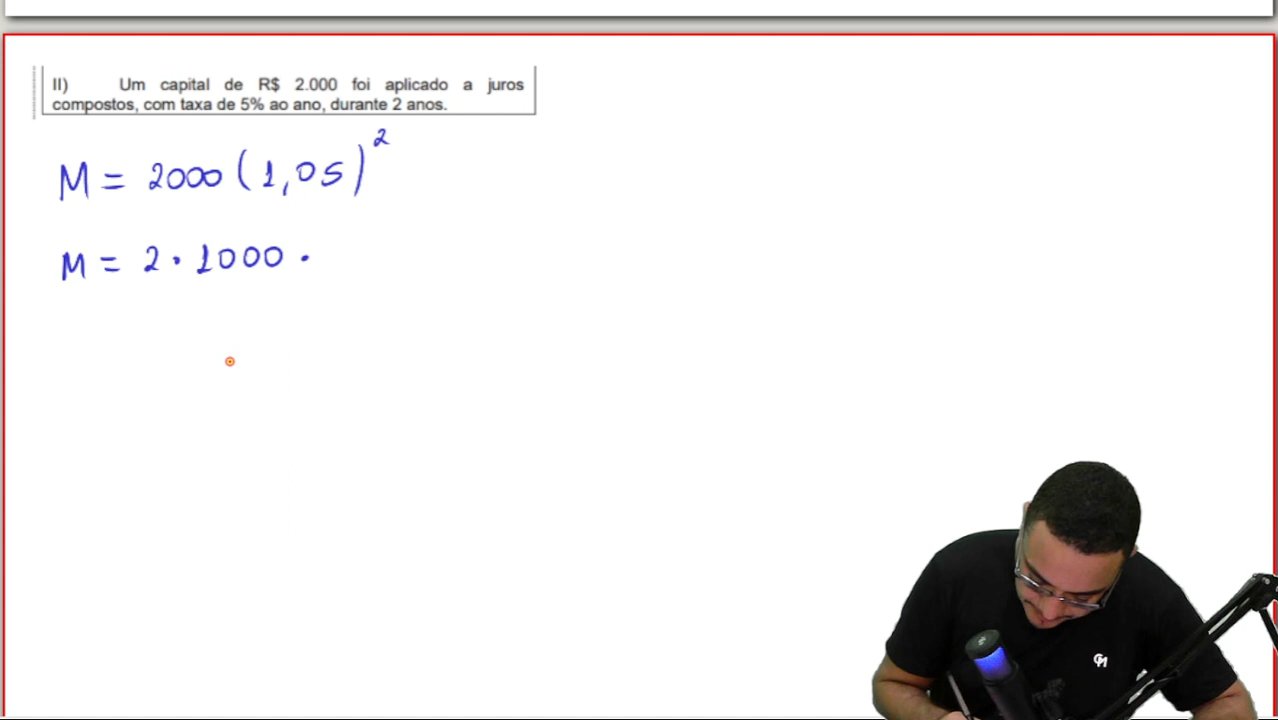 II) Um capital de R$ 2.000 foi aplicado a juros
compostos, com taxa de 5% ao ano, durante 2 anos.
M = 2000 (1,05)²
M = 2 · 1000 ·